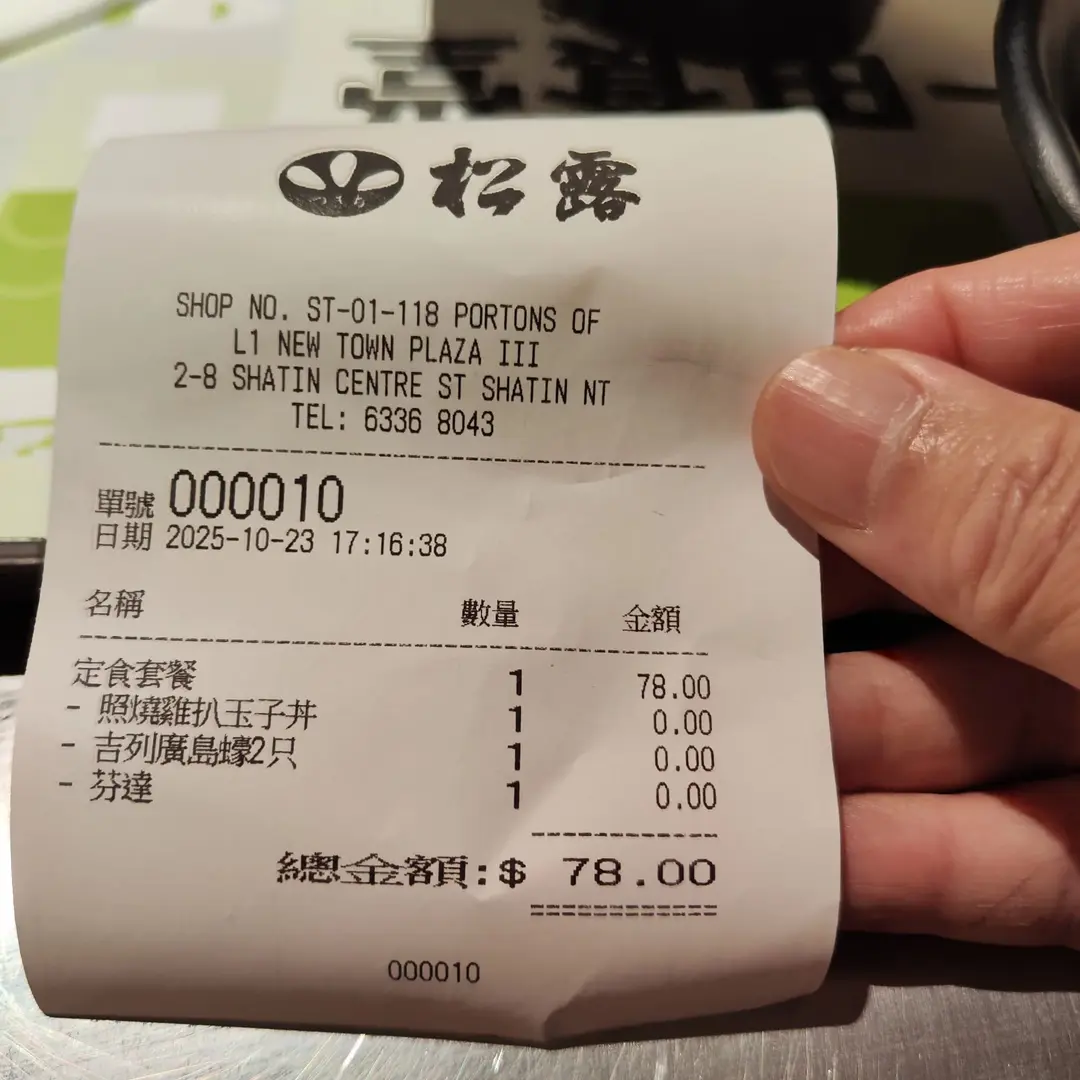 松露
SHOP NO. ST-01-118 PORTONS OF
L1 NEW TOWN PLAZA III
2-8 SHATIN CENTRE ST SHATIN NT
TEL: 6336 8043
單號 000010
日期 2025-10-23 17:16:38
名稱 數量 金額
定食套餐 1 78.00
- 照燒雞扒玉子丼 1 0.00
- 吉列廣島蠔2只 1 0.00
- 芬達 1 0.00
總金額:$ 78.00
000010